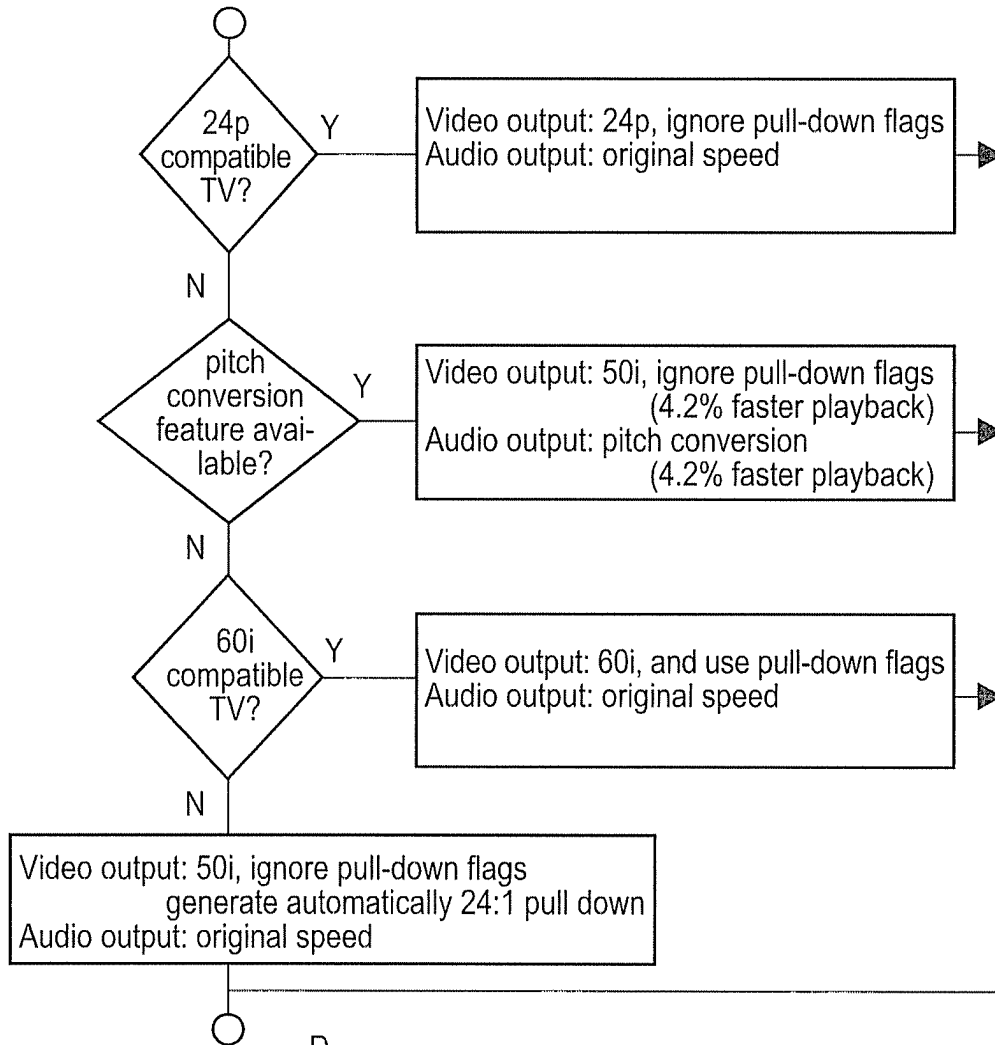 24p
compatible
TV?
Y
Video output: 24p, ignore pull-down flags
Audio output: original speed
N
pitch
conversion
feature avai-
lable?
Y
Video output: 50i, ignore pull-down flags
(4.2% faster playback)
Audio output: pitch conversion
(4.2% faster playback)
N
60i
compatible
TV?
Y
Video output: 60i, and use pull-down flags
Audio output: original speed
N
Video output: 50i, ignore pull-down flags
generate automatically 24:1 pull down
Audio output: original speed